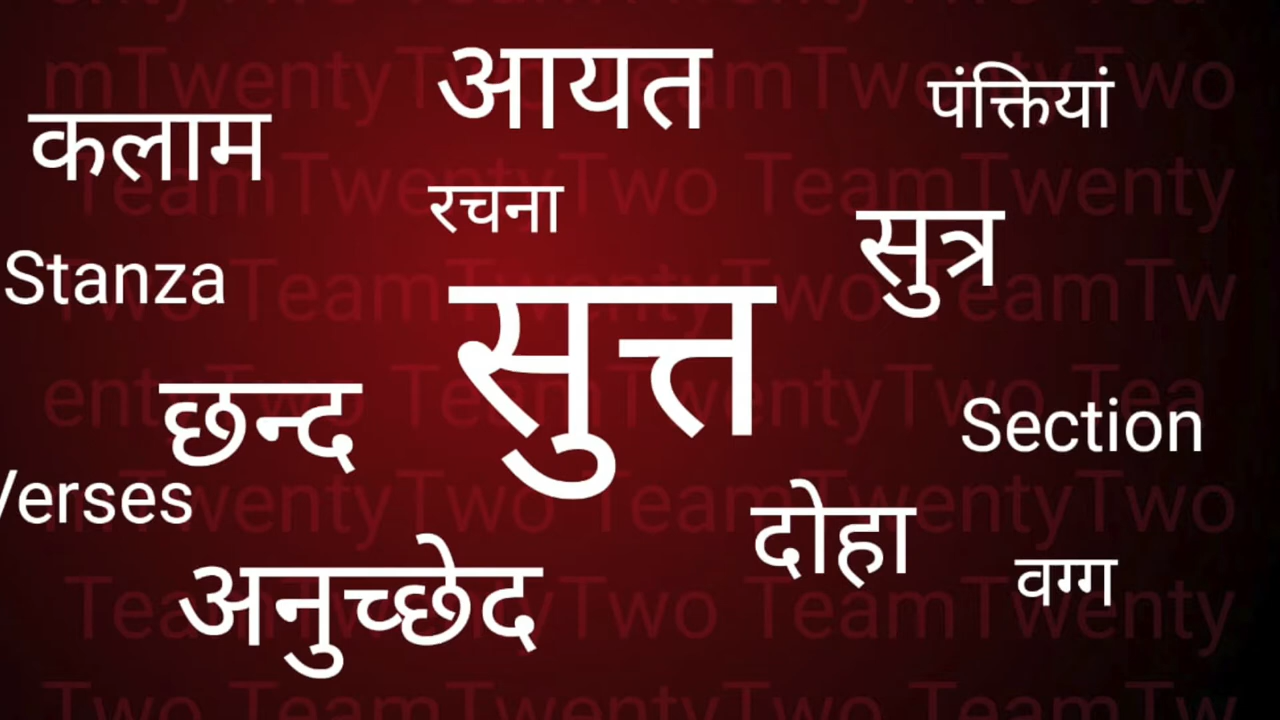 आयत
पंक्तियां
कलाम
रचना
सुत्र
Stanza
सुत्त
छन्द
Section
Verses
दोहा
अनुच्छेद
वग्ग